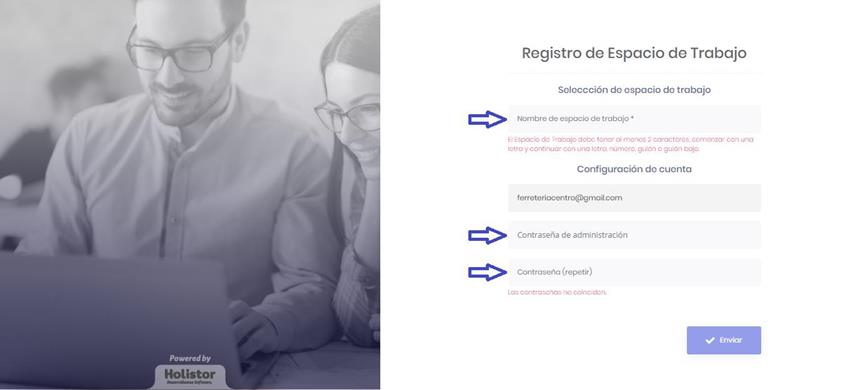 Registro de Espacio de Trabajo
Seleccción de espacio de trabajo
Nombre de espacio de trabajo *
El Espacio de Trabajo debe tener al menos 2 caracteres, comenzar con una
letra y continuar con una letra, número, guión o guión bajo.
Configuración de cuenta
ferreteriacentro@gmail.com
Contraseña de administración
Contraseña (repetir)
Las contraseñas no coinciden.
Enviar
Powered by
Holistor
Desarrollamos Software.